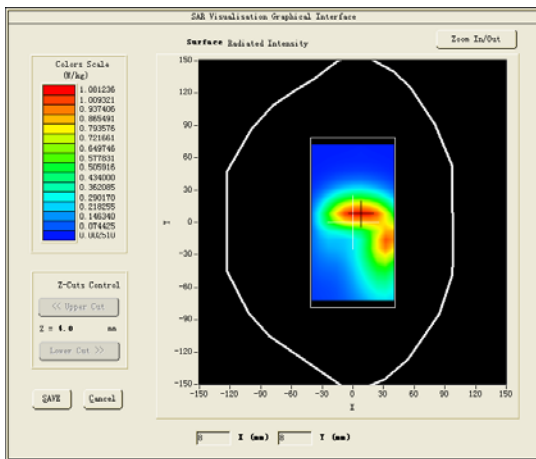 SAR Visualisation Graphical Interface
Surface Radiated Intensity
Zoom In/Out
Colors Scale
(W/kg)
1.001236
1.009321
0.937406
0.865491
0.793576
0.721661
0.649746
0.577831
0.505916
0.434000
0.362085
0.290170
0.218255
0.146340
0.074425
0.002510
150
120
90
60
30
0
-30
-60
-90
-120
-150
Y
-150 -120 -90 -60 -30 0 30 60 90 120 150
X
Z-Cuts Control
<< Upper Cut
Z = 4.0 mm
Lower Cut >>
SAVE Cancel
8 X (mm) 8 Y (mm)